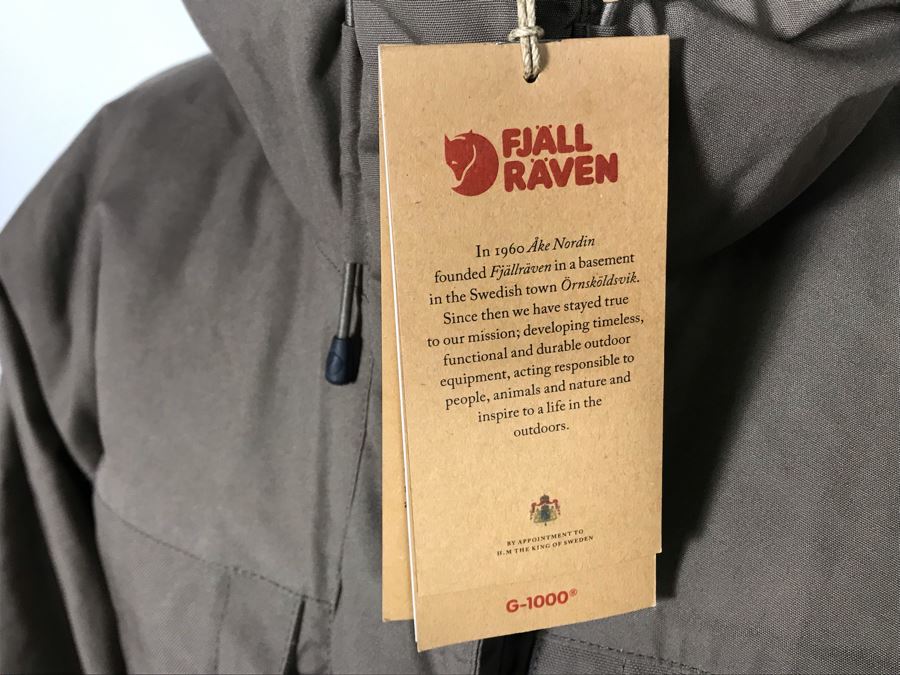 FJÄLL
RÄVEN
In 1960 Åke Nordin
founded Fjällräven in a basement
in the Swedish town Örnsköldsvik.
Since then we have stayed true
to our mission; developing timeless,
functional and durable outdoor
equipment, acting responsible to
people, animals and nature and
inspire to a life in the
outdoors.
BY APPOINTMENT TO
H.M THE KING OF SWEDEN
G-1000®